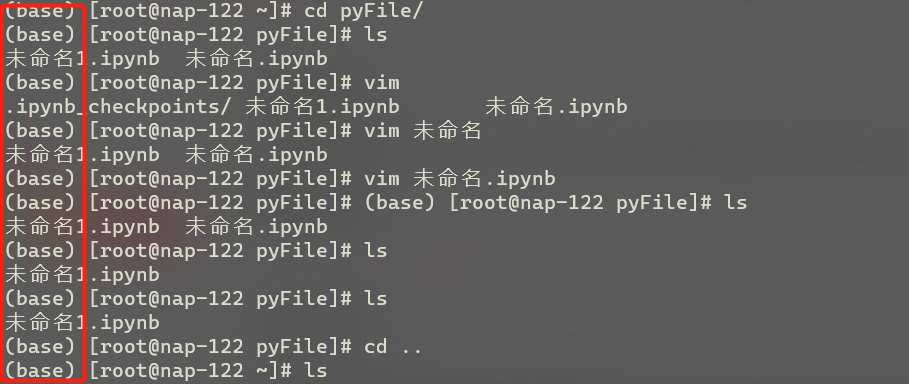 (base) [root@nap-122 ~]# cd pyFile/
(base) [root@nap-122 pyFile]# ls
未命名1.ipynb  未命名.ipynb
(base) [root@nap-122 pyFile]# vim
.ipynb_checkpoints/ 未命名1.ipynb       未命名.ipynb
(base) [root@nap-122 pyFile]# vim 未命名
未命名1.ipynb  未命名.ipynb
(base) [root@nap-122 pyFile]# vim 未命名.ipynb
(base) [root@nap-122 pyFile]# (base) [root@nap-122 pyFile]# ls
未命名1.ipynb  未命名.ipynb
(base) [root@nap-122 pyFile]# ls
未命名1.ipynb
(base) [root@nap-122 pyFile]# ls
未命名1.ipynb
(base) [root@nap-122 pyFile]# cd ..
(base) [root@nap-122 ~]# ls